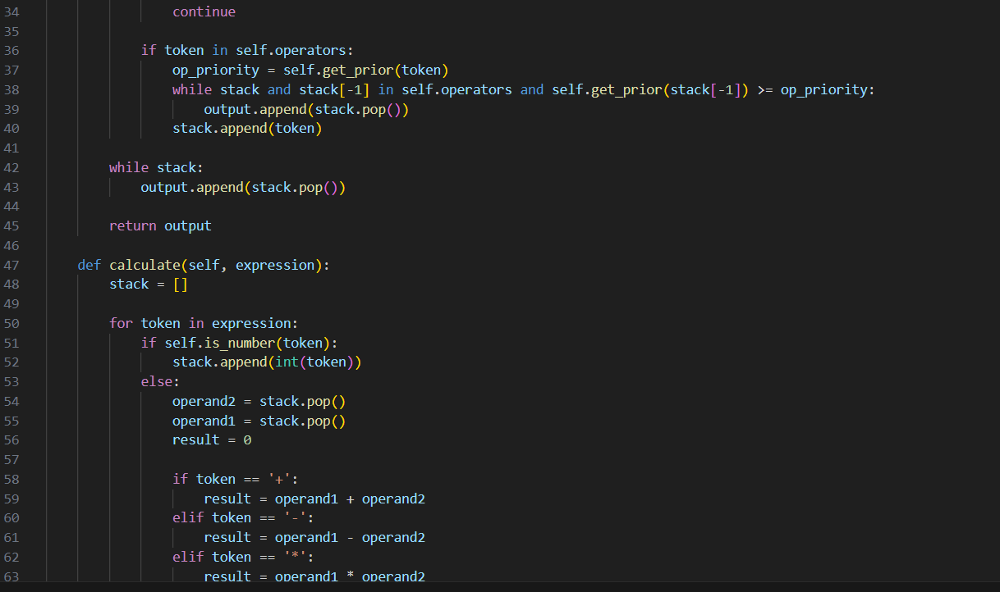 34 continue
35
36 if token in self.operators:
37 op_priority = self.get_prior(token)
38 while stack and stack[-1] in self.operators and self.get_prior(stack[-1]) >= op_priority:
39 output.append(stack.pop())
40 stack.append(token)
41
42 while stack:
43 output.append(stack.pop())
44
45 return output
46
47 def calculate(self, expression):
48 stack = []
49
50 for token in expression:
51 if self.is_number(token):
52 stack.append(int(token))
53 else:
54 operand2 = stack.pop()
55 operand1 = stack.pop()
56 result = 0
57
58 if token == '+':
59 result = operand1 + operand2
60 elif token == '-':
61 result = operand1 - operand2
62 elif token == '*':
63 result = operand1 * operand2